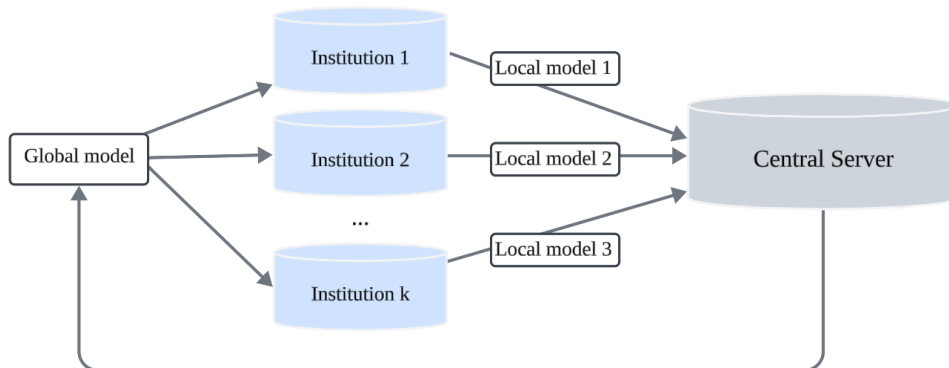 Institution 1
Local model 1
Global model
Institution 2
Local model 2
Central Server
...
Institution k
Local model 3